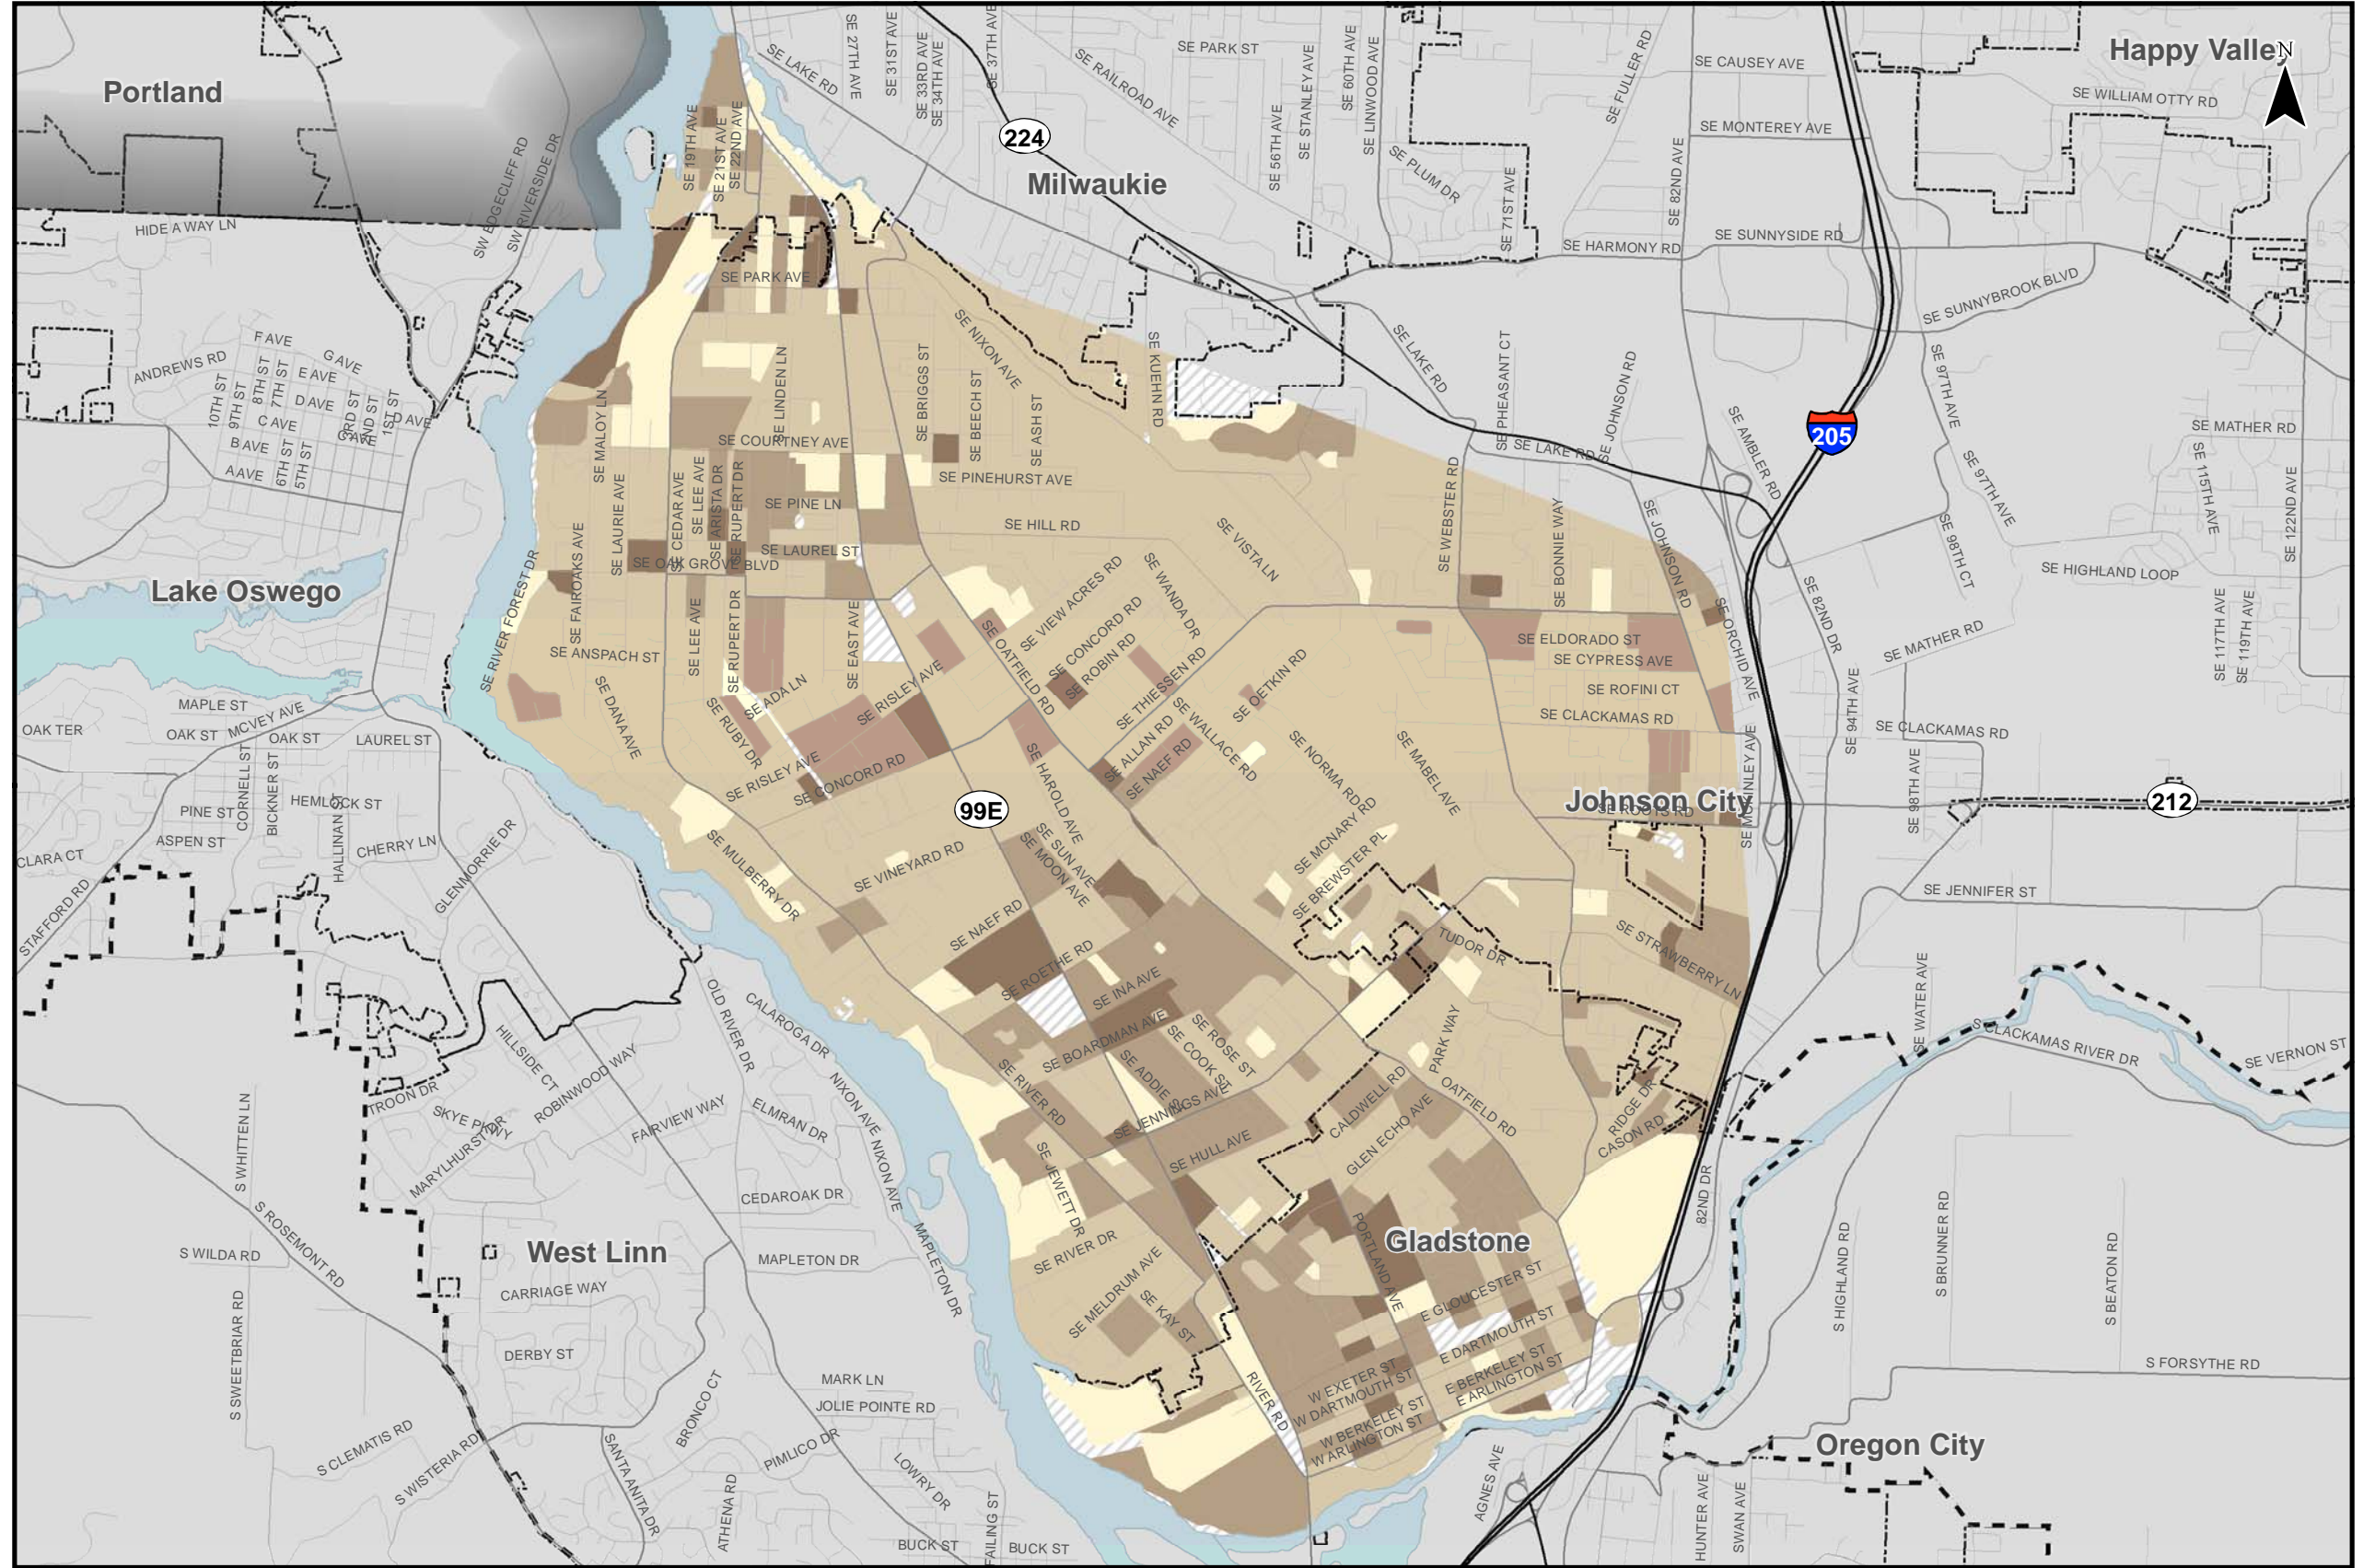 Portland
Happy Valley
N
Milwaukie
Lake Oswego
Johnson City
West Linn
Gladstone
Oregon City
224
205
99E
212
SE LAKE RD
SE 27TH AVE
SE 31ST AVE
SE 33RD AVE
SE 34TH AVE
SE 37TH AVE
SE RAILROAD AVE
SE PARK ST
SE 56TH AVE
SE STANLEY AVE
SE 60TH AVE
SE LINWOOD AVE
SE PLUM DR
SE 71ST AVE
SE FULLER RD
SE 82ND AVE
SE CAUSEY AVE
SE MONTEREY AVE
SE WILLIAM OTTY RD
SE HARMONY RD
SE SUNNYSIDE RD
SE SUNNYBROOK BLVD
SE 19TH AVE
SE 21ST AVE
SE 22ND AVE
SW EDGECLIFF RD
SW RIVERSIDE DR
HIDE A WAY LN
SE PARK AVE
SE NIXON AVE
SE KUEHN RD
SE LAKE RD
SE PHEASANT CT
SE JOHNSON RD
SE LAKE RD
SE AMBLER RD
SE 97TH AVE
SE 97TH AVE
SE 98TH CT
SE MATHER RD
SE 115TH AVE
SE 122ND AVE
SE HIGHLAND LOOP
SE 117TH AVE
SE 119TH AVE
SE MATHER RD
ANDREWS RD
F AVE
G AVE
E AVE
D AVE
C AVE
B AVE
A AVE
D AVE
10TH ST
9TH ST
8TH ST
7TH ST
6TH ST
5TH ST
3RD ST
2ND ST
1ST ST
SE MALOY LN
SE LINDEN LN
SE COURTNEY AVE
SE BRIGGS ST
SE BEECH ST
SE ASH ST
SE PINEHURST AVE
SE LAURIE AVE
SE CEDAR AVE
SE LEE AVE
SE ARISTA DR
SE RUPERT DR
SE PINE LN
SE HILL RD
SE VISTA LN
SE LAUREL ST
SE OAK GROVE BLVD
SE FAIROAKS AVE
SE RIVER FOREST DR
SE ANSPACH ST
SE LEE AVE
SE RUPERT DR
SE EAST AVE
SE VIEW ACRES RD
SE WANDA DR
SE CONCORD RD
SE ROBIN RD
SE OATFIELD RD
SE THIESSEN RD
SE OETKIN RD
SE WEBSTER RD
SE BONNIE WAY
SE JOHNSON RD
SE ORCHID AVE
SE 82ND DR
SE ELDORADO ST
SE CYPRESS AVE
SE ROFINI CT
SE CLACKAMAS RD
SE MCKINLEY AVE
SE 94TH AVE
SE CLACKAMAS RD
SE 98TH AVE
SE ROOTS RD
SE JENNIFER ST
SE DANA AVE
SE RUBY DR
SE ADA LN
SE RISLEY AVE
SE RISLEY AVE
SE CONCORD RD
SE HAROLD AVE
SE ALLAN RD
SE NAEF RD
SE WALLACE RD
SE NORMA RD
SE MABEL AVE
SE MCNARY RD
SE BREWSTER PL
SE MULBERRY DR
SE VINEYARD RD
SE SUN AVE
SE MOON AVE
SE NAEF RD
SE ROETHE RD
SE INA AVE
SE BOARDMAN AVE
SE ROSE ST
SE COOK ST
SE ADDIE ST
SE JENNINGS AVE
SE HULL AVE
SE RIVER RD
SE JEWETT DR
SE RIVER DR
SE MELDRUM AVE
SE KAY ST
TUDOR DR
PARK WAY
SE STRAWBERRY LN
CALDWELL RD
GLEN ECHO AVE
OATFIELD RD
RIDGE DR
CASON RD
PORTLAND AVE
E GLOUCESTER ST
E DARTMOUTH ST
E BERKELEY ST
E ARLINGTON ST
W EXETER ST
W DARTMOUTH ST
W BERKELEY ST
W ARLINGTON ST
RIVER RD
82ND DR
SE WATER AVE
S CLACKAMAS RIVER DR
SE VERNON ST
S HIGHLAND RD
S BRUNNER RD
S BEATON RD
S FORSYTHE RD
AGNES AVE
HUNTER AVE
SWAN AVE
MAPLE ST
MCVEY AVE
OAK TER
OAK ST
OAK ST
LAUREL ST
CORNELL ST
BICKNER ST
HEMLOCK ST
PINE ST
ASPEN ST
HALLINAN ST
CHERRY LN
CLARA CT
STAFFORD RD
GLENMORRIE DR
OLD RIVER DR
CALAROGA DR
NIXON AVE
NIXON AVE
HILLSIDE CT
ROBINWOOD WAY
TROON DR
SKYE PKWY
MARYLHURST DR
FAIRVIEW WAY
ELMRAN DR
CEDAROAK DR
MAPLETON DR
MAPLETON DR
S WHITTEN LN
S ROSEMONT RD
S WILDA RD
S SWEETBRIAR RD
CARRIAGE WAY
DERBY ST
S CLEMATIS RD
S WISTERIA RD
SANTA ANITA DR
BRONCO CT
ATHENA RD
PIMLICO DR
MARK LN
JOLIE POINTE RD
LOWRY DR
FAILING ST
BUCK ST
BUCK ST